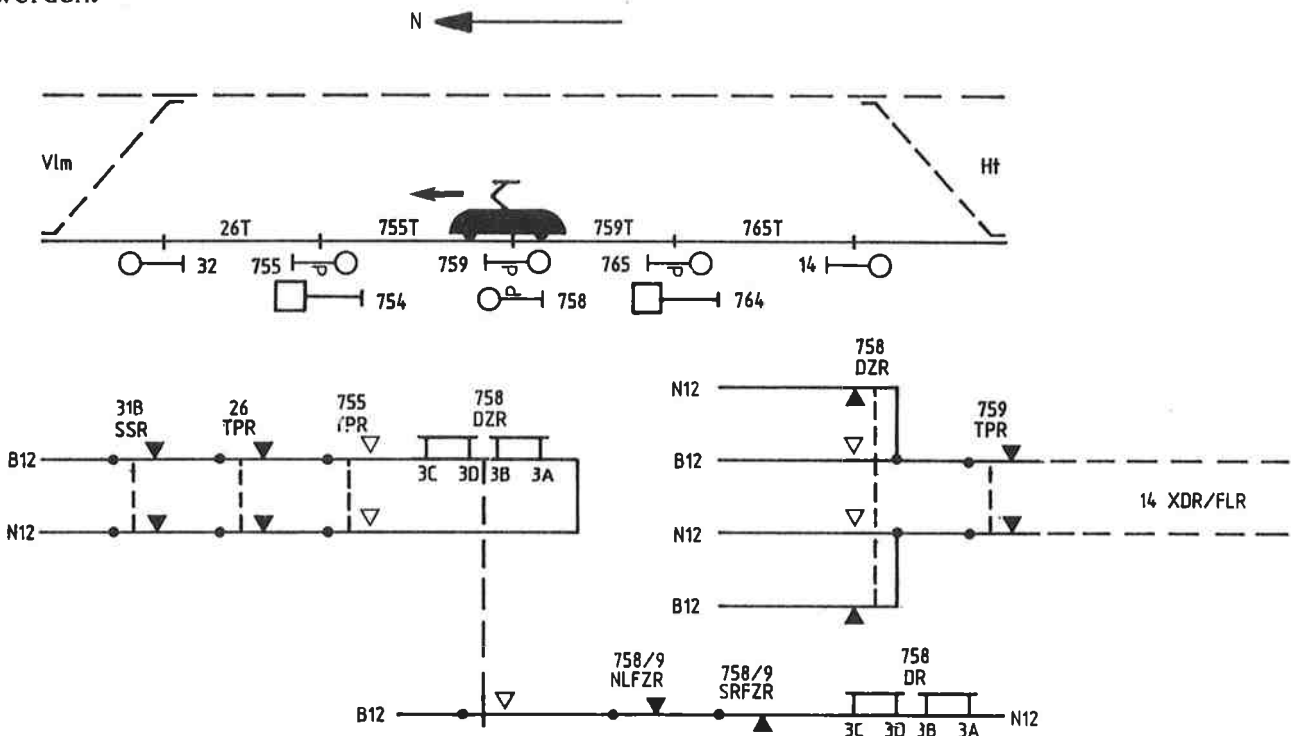 werden.
N
Vlm
Ht
26T 755T 759T 765T
32 755 P 759 P 765 P 14
754 P 758 764
31B SSR
26 TPR
755 TPR
758 DZR
B12
3C 3D 3B 3A
N12
758 DZR
N12
759 TPR
B12
14 XDR/FLR
N12
B12
758/9 NLFZR
758/9 SRFZR
758 DR
B12 N12
3C 3D 3B 3A